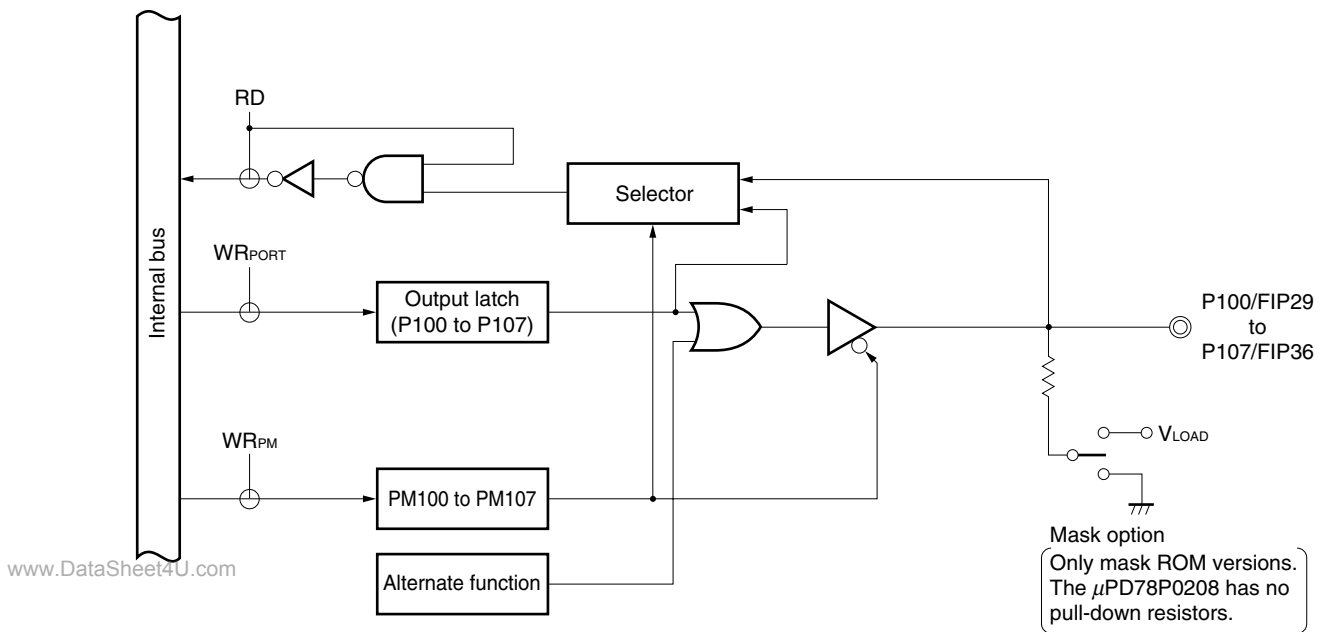 RD
Selector
Internal bus
WRPORT
Output latch
(P100 to P107)
P100/FIP29
to
P107/FIP36
WRPM
VLOAD
PM100 to PM107
Mask option
Only mask ROM versions.
The μPD78P0208 has no
pull-down resistors.
www.DataSheet4U.com
Alternate function